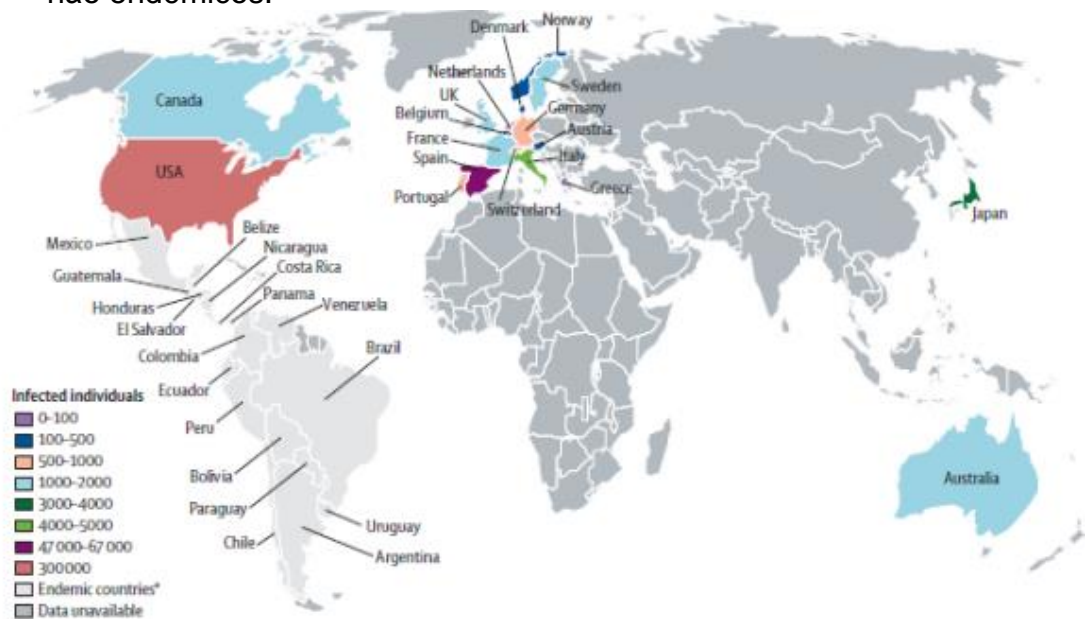 não endêmicos.
Denmark
Norway
Netherlands
Sweden
UK
Germany
Belgium
Austria
France
Italy
Spain
Greece
Portugal
Switzerland
Canada
USA
Japan
Belize
Mexico
Nicaragua
Guatemala
Costa Rica
Honduras
Panama
El Salvador
Venezuela
Colombia
Brazil
Ecuador
Peru
Bolivia
Paraguay
Uruguay
Chile
Argentina
Australia
Infected individuals
0–100
100–500
500–1000
1000–2000
3000–4000
4000–5000
47 000–67 000
300 000
Endemic countries*
Data unavailable